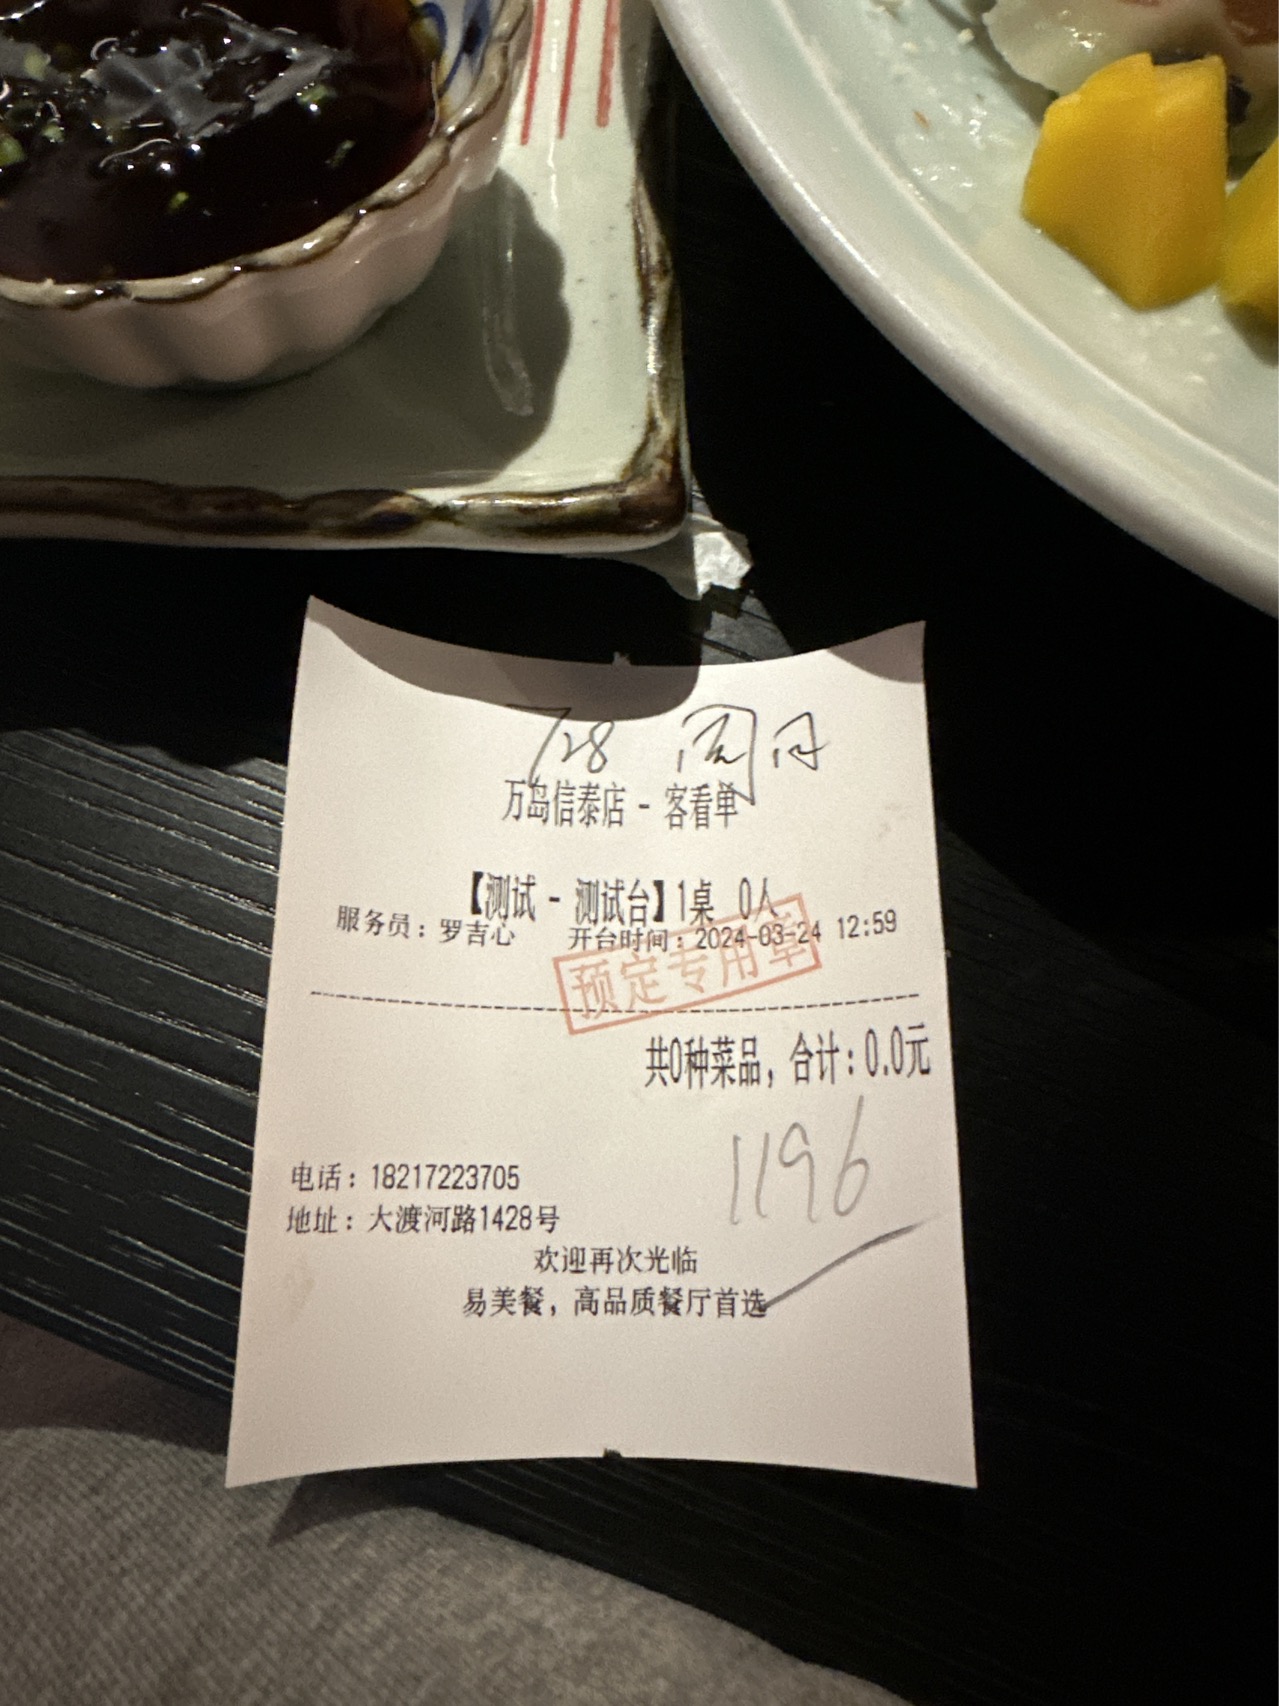 728 周日
万岛信泰店 - 客看单
【测试 - 测试台】1桌 0人
服务员：罗吉心 开台时间：2024-03-24 12:59
预定专用章
共0种菜品，合计：0.0元
1196
电话：18217223705
地址：大渡河路1428号
欢迎再次光临
易美餐，高品质餐厅首选